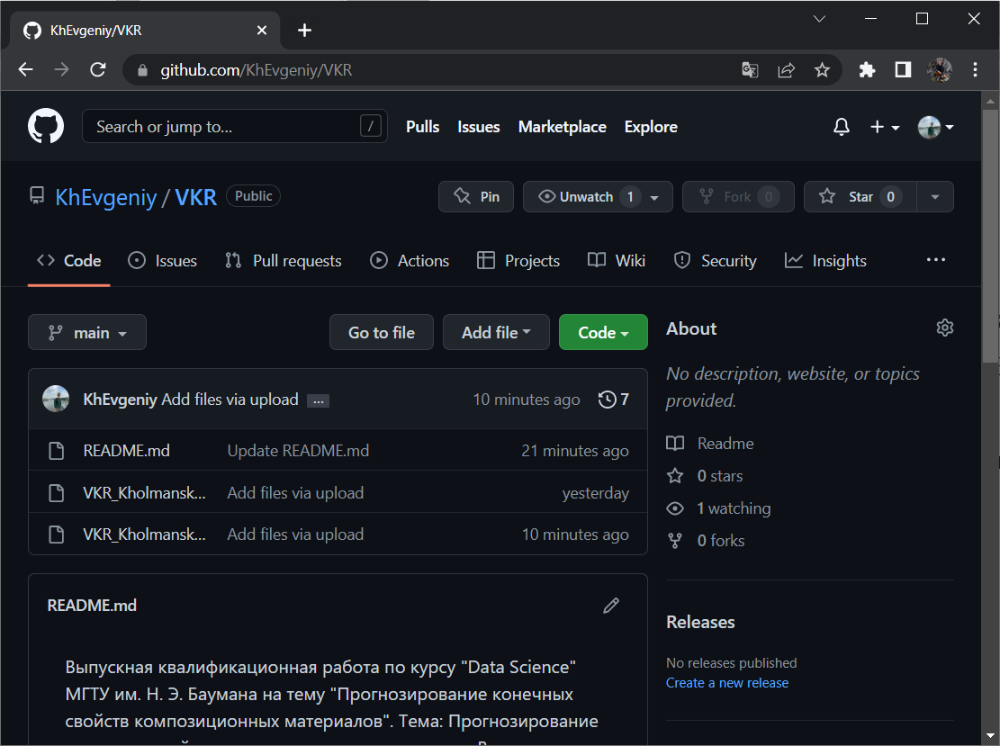 KhEvgeniy/VKR
github.com/KhEvgeniy/VKR
Search or jump to... /
Pulls Issues Marketplace Explore
KhEvgeniy / VKR Public
Pin Unwatch 1 Fork 0 Star 0
Code Issues Pull requests Actions Projects Wiki Security Insights ...
main Go to file Add file Code
KhEvgeniy Add files via upload ... 10 minutes ago 7
README.md Update README.md 21 minutes ago
VKR_Kholmansk... Add files via upload yesterday
VKR_Kholmansk... Add files via upload 10 minutes ago
README.md
Выпускная квалификационная работа по курсу "Data Science"
МГТУ им. Н. Э. Баумана на тему "Прогнозирование конечных
свойств композиционных материалов". Тема: Прогнозирование
About
No description, website, or topics
provided.
Readme
0 stars
1 watching
0 forks
Releases
No releases published
Create a new release